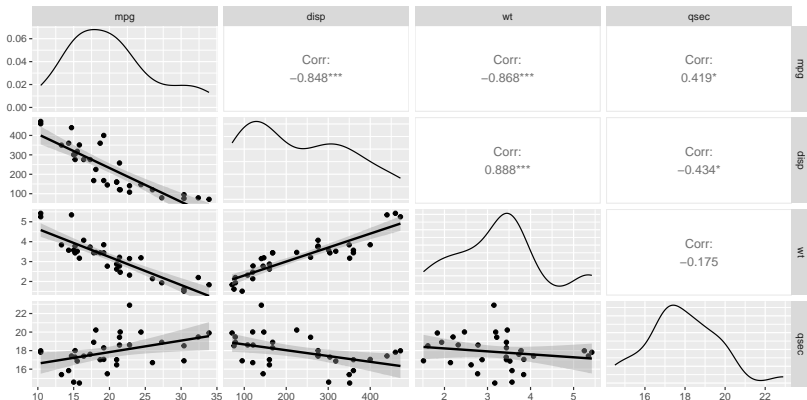 mpg
disp
wt
qsec
0.06
0.04
0.02
0.00
Corr:
−0.848***
Corr:
−0.868***
Corr:
0.419*
mpg
400
300
200
100
Corr:
0.888***
Corr:
−0.434*
disp
5
4
3
2
Corr:
−0.175
wt
22
20
18
16
qsec
10
15
20
25
30
35
100
200
300
400
2
3
4
5
16
18
20
22